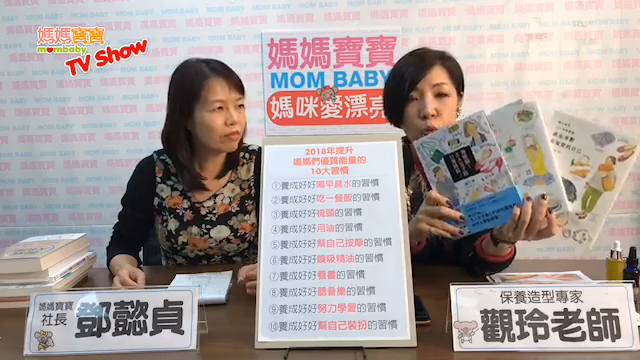 媽媽寶寶
mombaby
TV Show
媽媽寶寶
MOM BABY
媽咪愛漂亮
2018年提升
媽媽們優質能量的
10大習慣
①養成好好喝平衡水的習慣
②養成好好吃一餐飯的習慣
③養成好好梳頭的習慣
④養成好好用油的習慣
⑤養成好好幫自己按摩的習慣
⑥養成好好嗅吸精油的習慣
⑦養成好好看書的習慣
⑧養成好好聽音樂的習慣
⑨養成好好努力學習的習慣
⑩養成好好幫自己裝扮的習慣
媽媽寶寶
社長
鄧懿貞
保養造型專家
觀玲老師